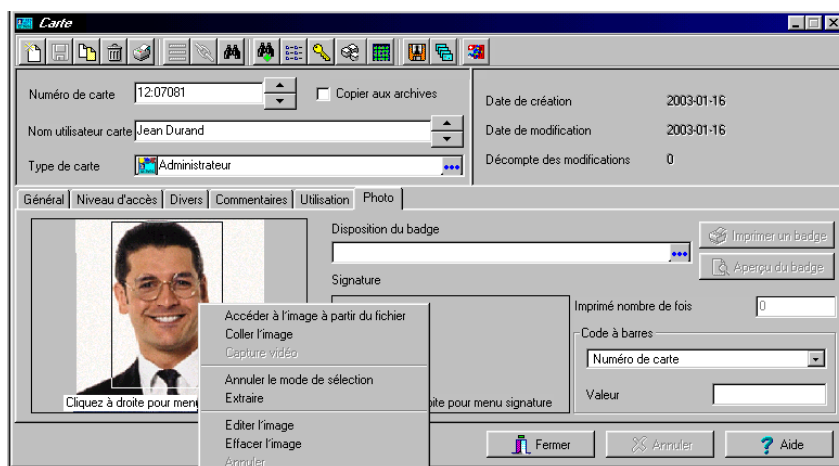 Carte
Numéro de carte 12:07081 Copier aux archives
Nom utilisateur carte Jean Durand
Type de carte Administrateur
Date de création 2003-01-16
Date de modification 2003-01-16
Décompte des modifications 0
Général Niveau d'accès Divers Commentaires Utilisation Photo
Disposition du badge
Imprimer un badge
Aperçu du badge
Signature
Imprimé nombre de fois 0
Code à barres
Numéro de carte
Valeur
Accéder à l'image à partir du fichier
Coller l'image
Capture vidéo
Annuler le mode de sélection
Extraire
Editer l'image
Effacer l'image
Annuler
Cliquez à droite pour menu
oite pour menu signature
Fermer Annuler Aide